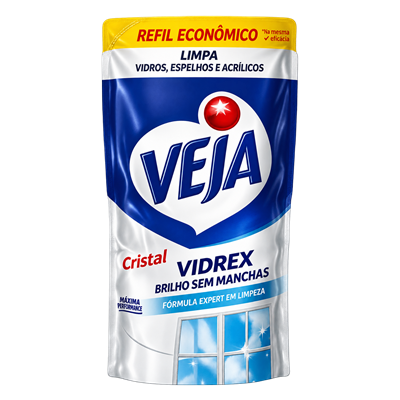 REFIL ECONÔMICO
Na mesma
✓ eficácia
LIMPA
VIDROS, ESPELHOS E ACRÍLICOS
VEJA
Cristal
VIDREX
BRILHO SEM MANCHAS
FÓRMULA EXPERT EM LIMPEZA
MÁXIMA
PERFORMANCE